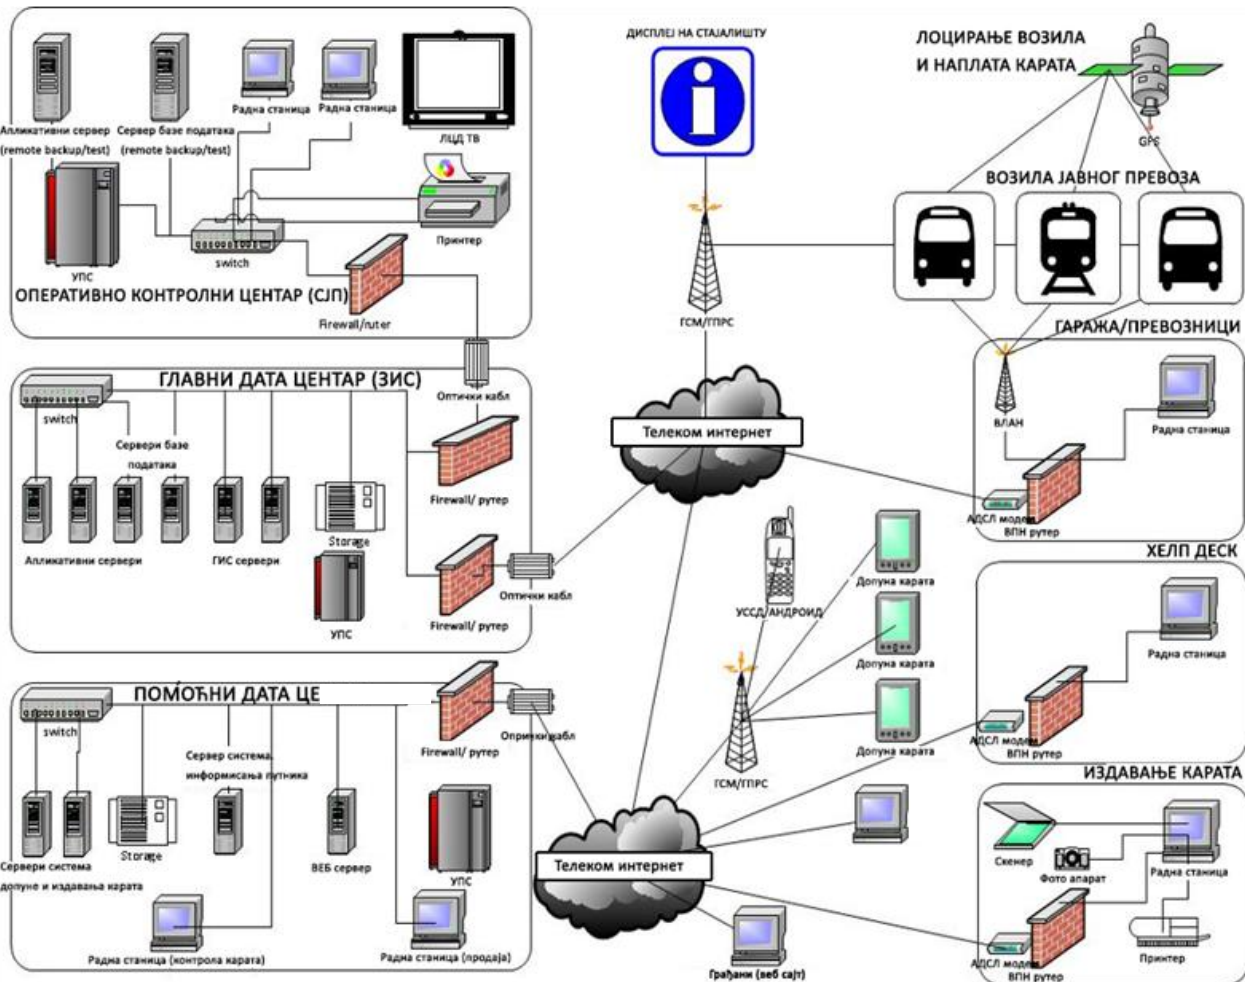 Апликативни сервер
(remote backup/test)
Сервер базе података
(remote backup/test)
Радна станица
Радна станица
ЛЦД ТВ
УПС
switch
Принтер
ОПЕРАТИВНО КОНТРОЛНИ ЦЕНТАР (СЈП)
Firewall/ruter
Оптички кабл
ГЛАВНИ ДАТА ЦЕНТАР (ЗИС)
switch
Сервери базе
података
Апликативни сервери
ГИС сервери
Storage
УПС
Firewall/ рутер
Firewall/ рутер
Оптички кабл
ПОМОЋНИ ДАТА ЦЕ
switch
Сервер система
информисања путника
Firewall/ рутер
Сервери система
допуне и издавања карата
Storage
ВЕБ сервер
УПС
Радна станица (контрола карата)
Радна станица (продаја)
ДИСПЛЕЈ НА СТАЈАЛИШТУ
i
ГСМ/ГПРС
Телеком интернет
УССД/АНДРОИД
Допуна карата
Допуна карата
Допуна карата
ГСМ/ГПРС
Телеком интернет
Грађани (веб сајт)
ЛОЦИРАЊЕ ВОЗИЛА
И НАПЛАТА КАРАТА
GPS
ВОЗИЛА ЈАВНОГ ПРЕВОЗА
ГАРАЖА/ПРЕВОЗНИЦИ
ВЛАН
Радна станица
АДСЛ модем
ВПН рутер
ХЕЛП ДЕСК
Радна станица
АДСЛ модем
ВПН рутер
ИЗДАВАЊЕ КАРАТА
Скенер
Фото апарат
Радна станица
АДСЛ модем
ВПН рутер
Принтер